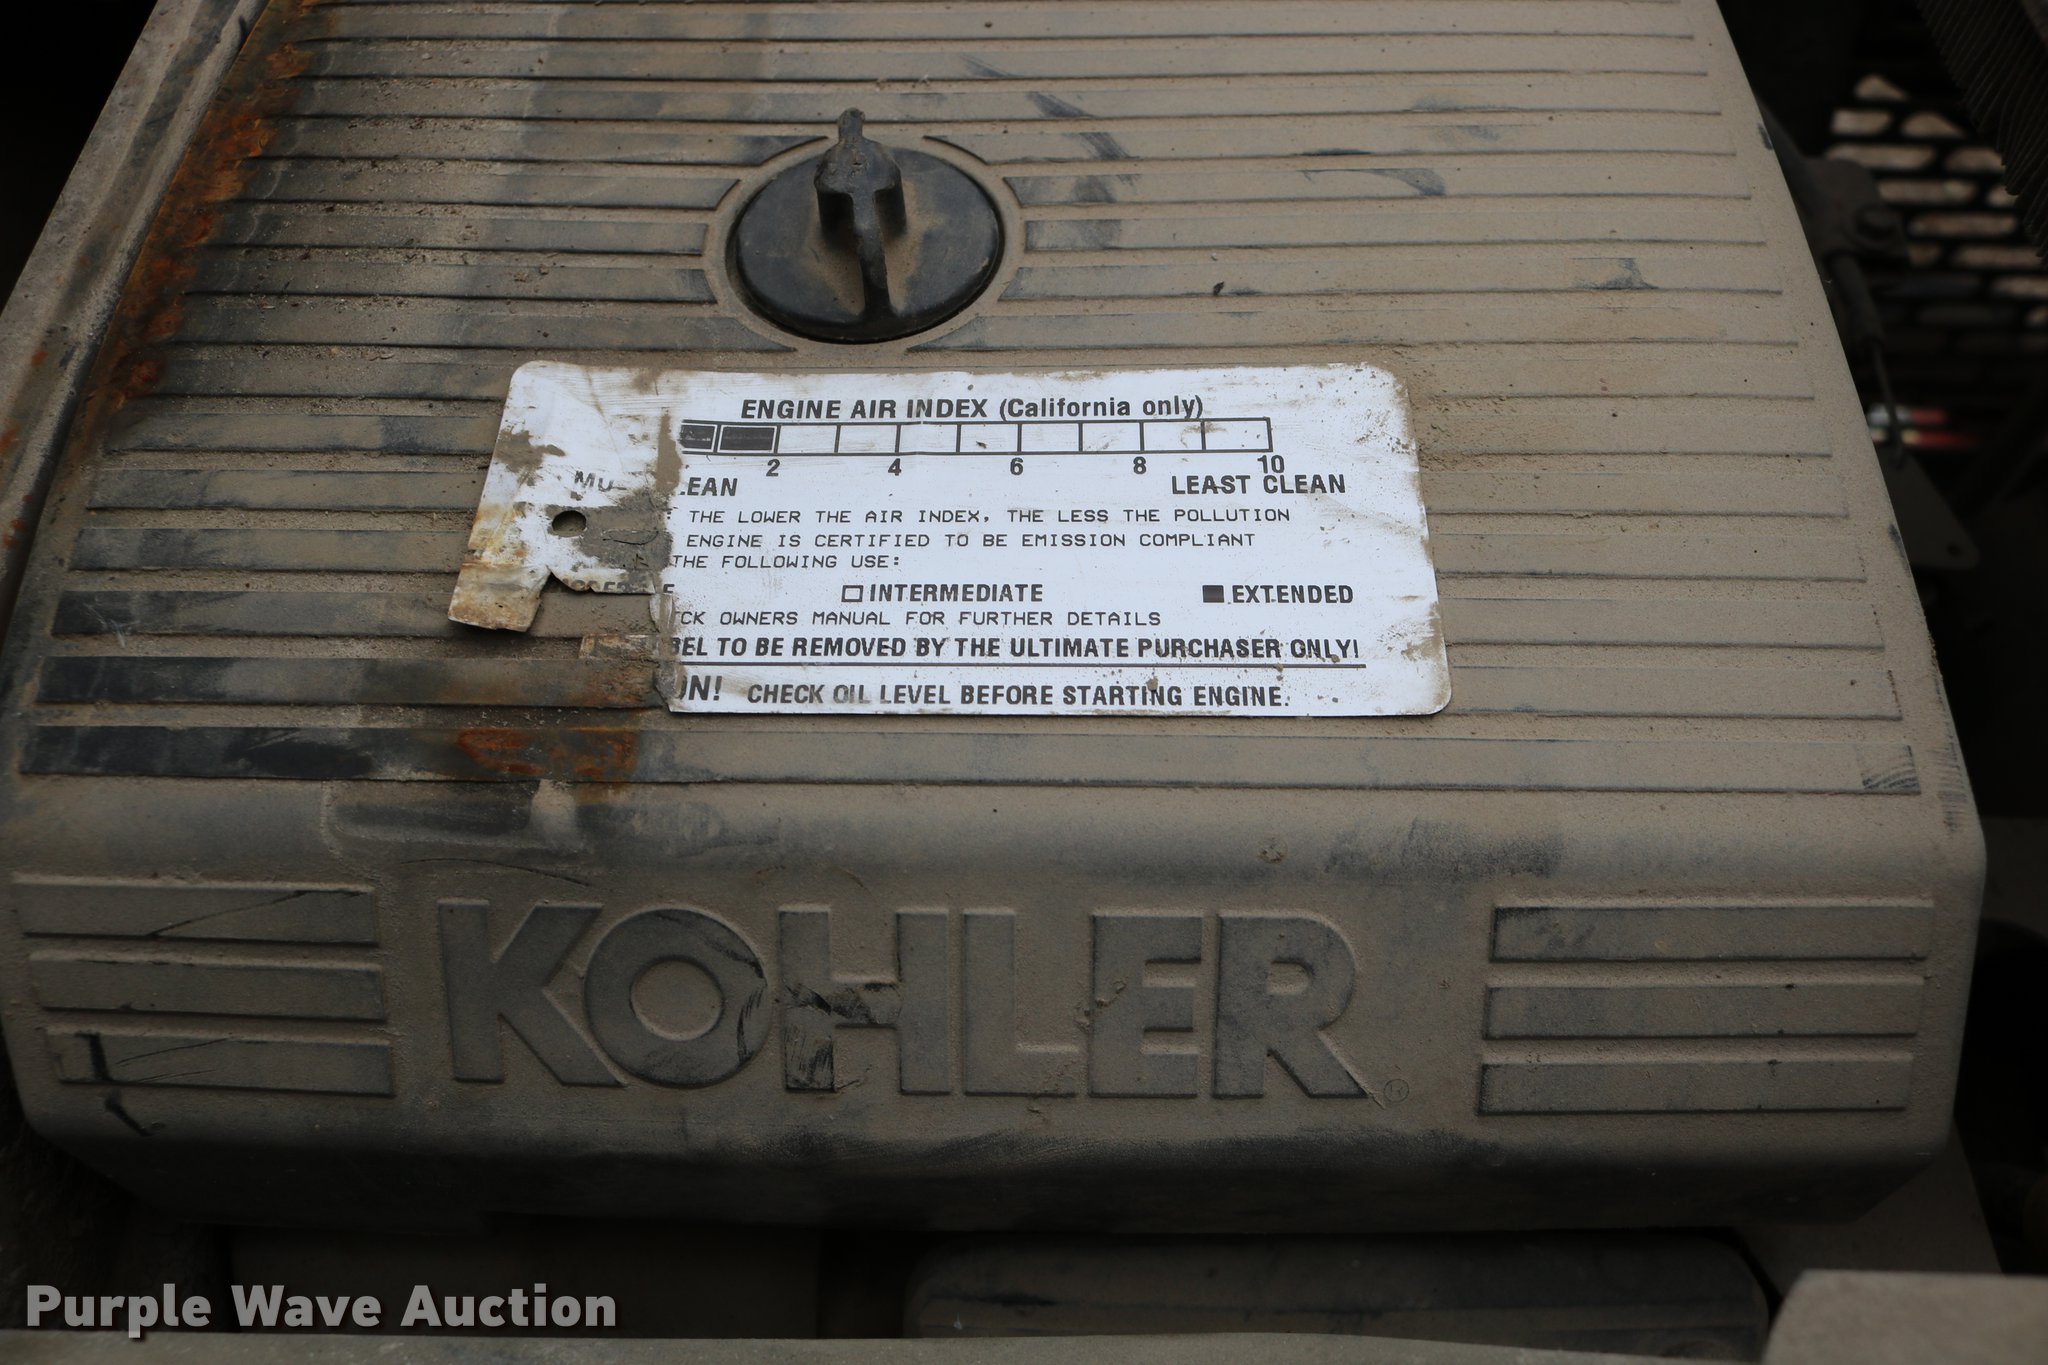 ENGINE AIR INDEX (California only)
2 4 6 8 10
LEAST CLEAN
THE LOWER THE AIR INDEX, THE LESS THE POLLUTION
ENGINE IS CERTIFIED TO BE EMISSION COMPLIANT
THE FOLLOWING USE:
INTERMEDIATE EXTENDED
OWNERS MANUAL FOR FURTHER DETAILS
TO BE REMOVED BY THE ULTIMATE PURCHASER ONLY!
CHECK OIL LEVEL BEFORE STARTING ENGINE.
KOHLER
Purple Wave Auction